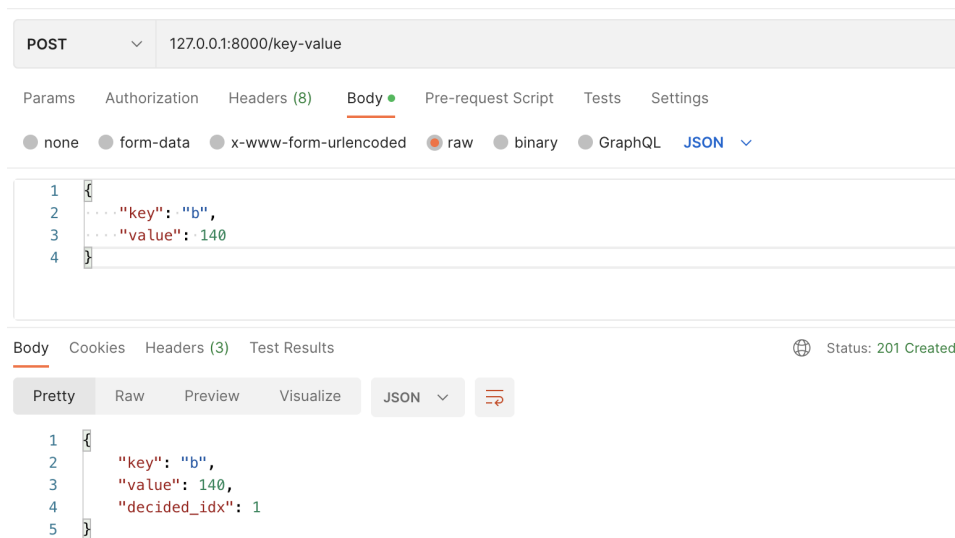 POST 127.0.0.1:8000/key-value
Params Authorization Headers (8) Body Pre-request Script Tests Settings
none form-data x-www-form-urlencoded raw binary GraphQL JSON
1 {
2 "key": "b",
3 "value": 140
4 }
Body Cookies Headers (3) Test Results Status: 201 Created
Pretty Raw Preview Visualize JSON
1 {
2 "key": "b",
3 "value": 140,
4 "decided_idx": 1
5 }